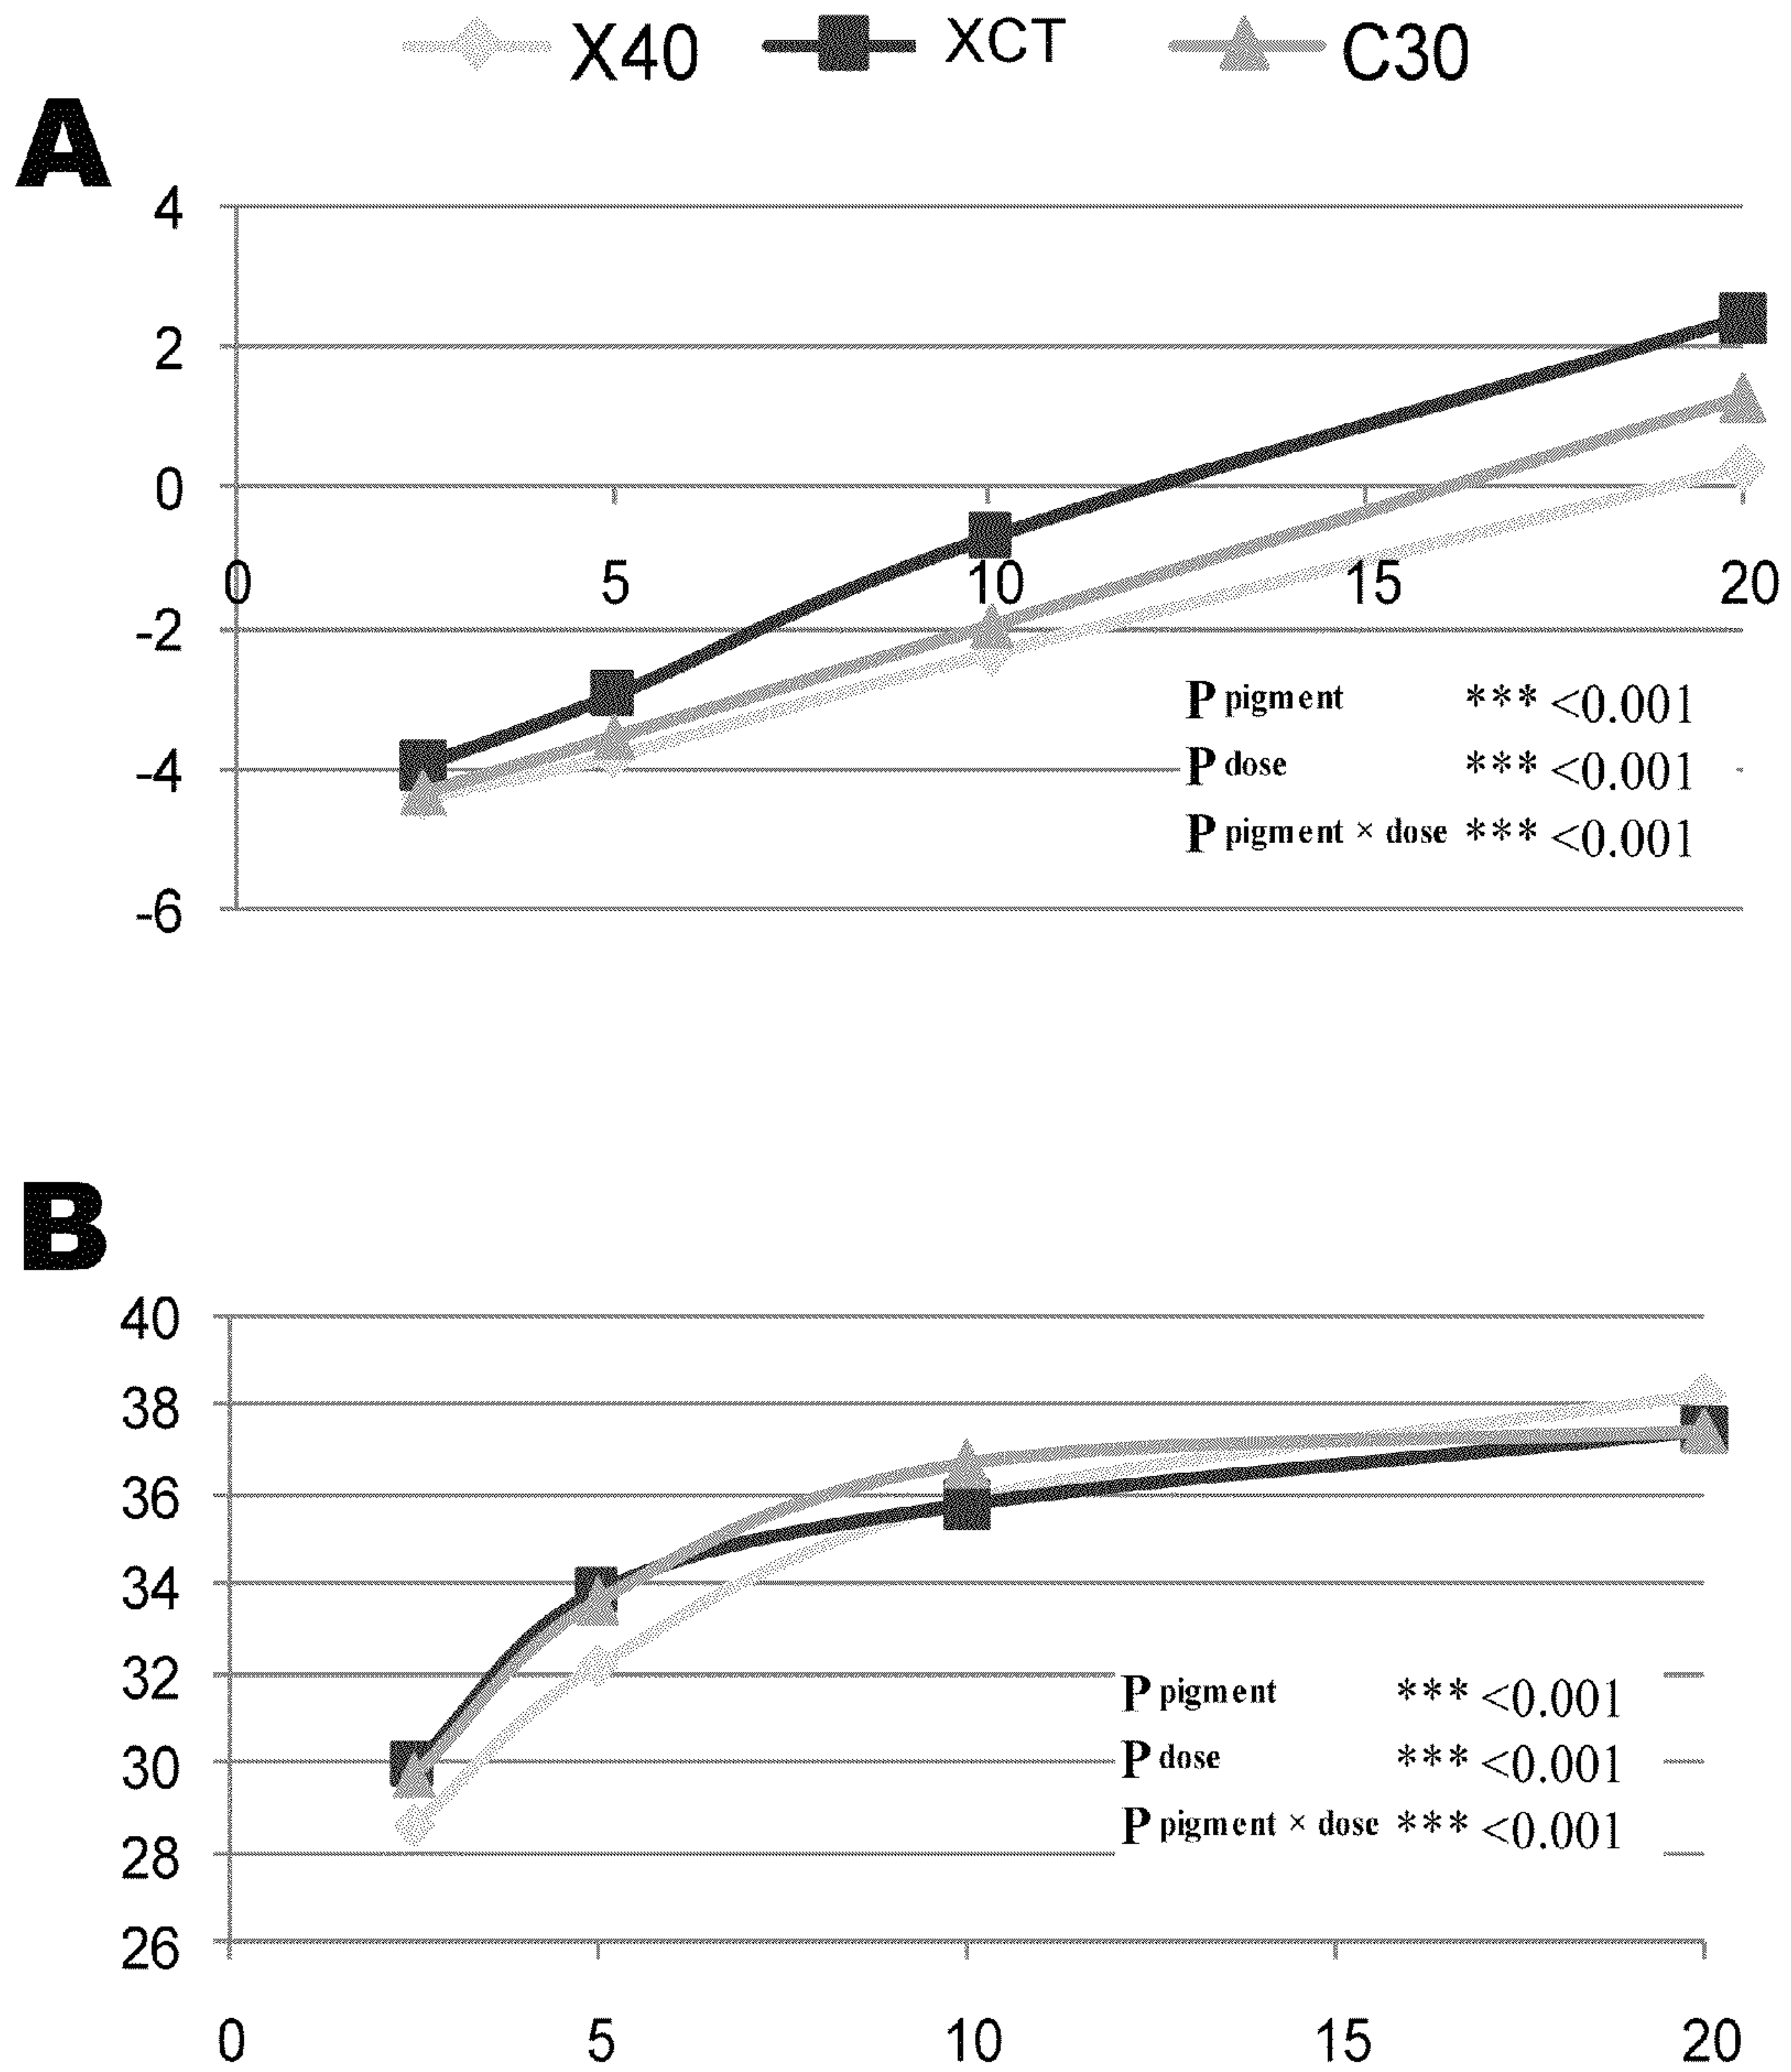 X40 XCT C30
A
4
2
0
0 5 10 15 20
-2
P pigment *** <0.001
-4
P dose *** <0.001
P pigment × dose *** <0.001
-6
B
40
38
36
34
32
P pigment *** <0.001
30
P dose *** <0.001
P pigment × dose *** <0.001
28
26
0 5 10 15 20